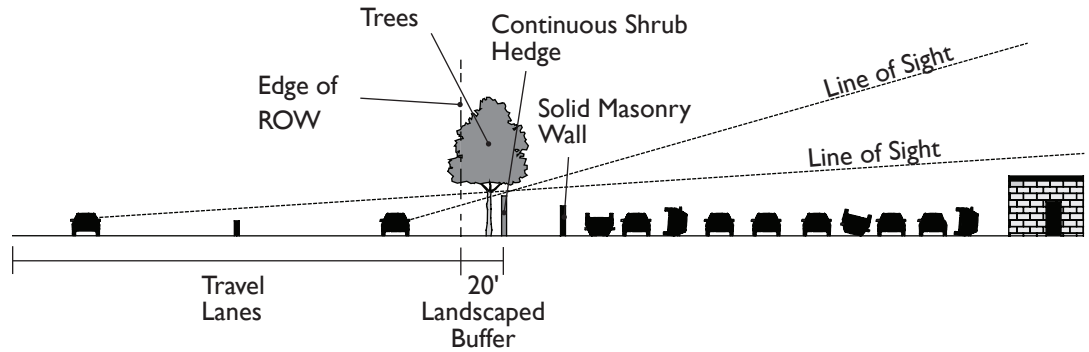 Trees
Continuous Shrub
Hedge
Edge of
ROW
Solid Masonry
Wall
Line of Sight
Line of Sight
Travel
Lanes
20'
Landscaped
Buffer